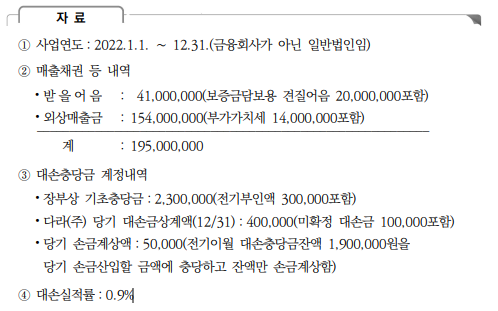 자 료
① 사업연도 : 2022.1.1. ~ 12.31.(금융회사가 아닌 일반법인임)
② 매출채권 등 내역
• 받을어음 : 41,000,000(보증금담보용 견질어음 20,000,000포함)
• 외상매출금 : 154,000,000(부가가치세 14,000,000포함)
계 : 195,000,000
③ 대손충당금 계정내역
• 장부상 기초충당금 : 2,300,000(전기부인액 300,000포함)
• 다라(주) 당기 대손금상계액(12/31) : 400,000(미확정 대손금 100,000포함)
• 당기 손금계상액 : 50,000(전기이월 대손충당금잔액 1,900,000원을
당기 손금산입할 금액에 충당하고 잔액만 손금계상함)
④ 대손실적률 : 0.9%